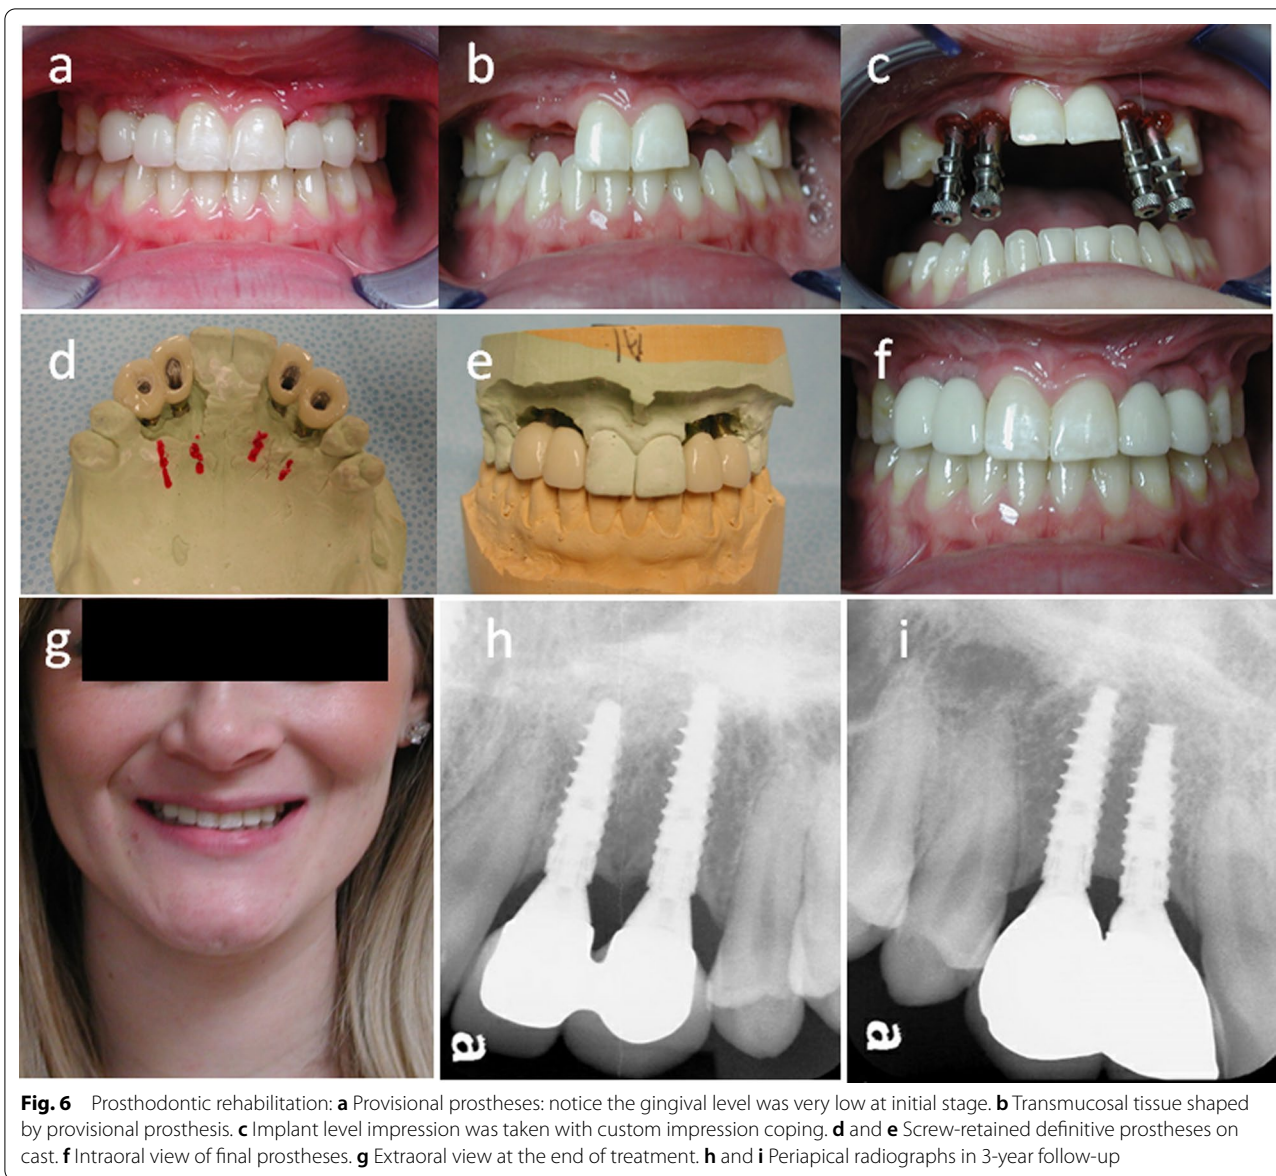 a
b
c
d
e
f
g
h
i
a
a
Fig. 6 Prosthodontic rehabilitation: a Provisional prostheses: notice the gingival level was very low at initial stage. b Transmucosal tissue shaped
by provisional prosthesis. c Implant level impression was taken with custom impression coping. d and e Screw-retained definitive prostheses on
cast. f Intraoral view of final prostheses. g Extraoral view at the end of treatment. h and i Periapical radiographs in 3-year follow-up